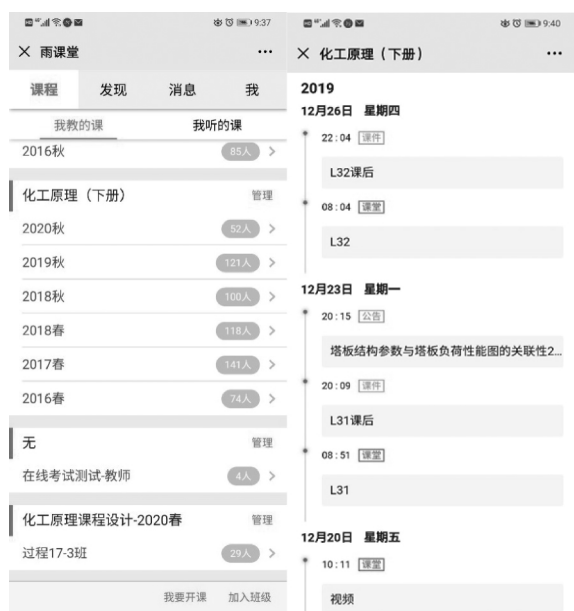 9:37
雨课堂
课程 发现 消息 我
我教的课 我听的课
2016秋 85人
化工原理（下册） 管理
2020秋 52人
2019秋 121人
2018秋 100人
2018春 118人
2017春 141人
2016春 74人
无 管理
在线考试测试-教师 4人
化工原理课程设计-2020春 管理
过程17-3班 29人
我要开课 加入班级
9:40
化工原理（下册）
2019
12月26日 星期四
22:04 课件
L32课后
08:04 课堂
L32
12月23日 星期一
20:15 公告
塔板结构参数与塔板负荷性能图的关联性2...
20:09 课件
L31课后
08:51 课堂
L31
12月20日 星期五
10:11 课堂
视频